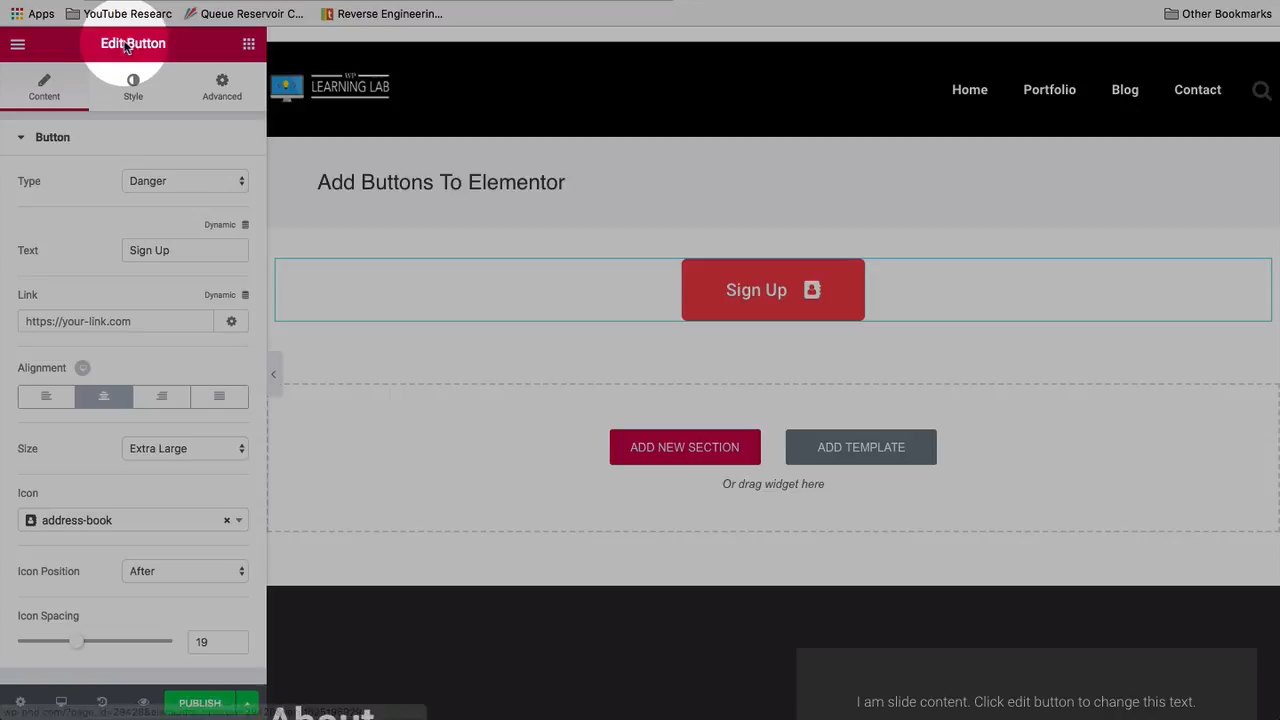 Apps
YouTube Researc
Queue Reservoir C...
Reverse Engineerin...
Other Bookmarks
Edit Button
Content
Style
Advanced
WP
LEARNING LAB
Home
Portfolio
Blog
Contact
Button
Add Buttons To Elementor
Type
Danger
Dynamic
Text
Sign Up
Sign Up
Link
Dynamic
https://your-link.com
Alignment
Size
Extra Large
ADD NEW SECTION
ADD TEMPLATE
Or drag widget here
Icon
address-book
Icon Position
After
Icon Spacing
19
PUBLISH
About
I am slide content. Click edit button to change this text.